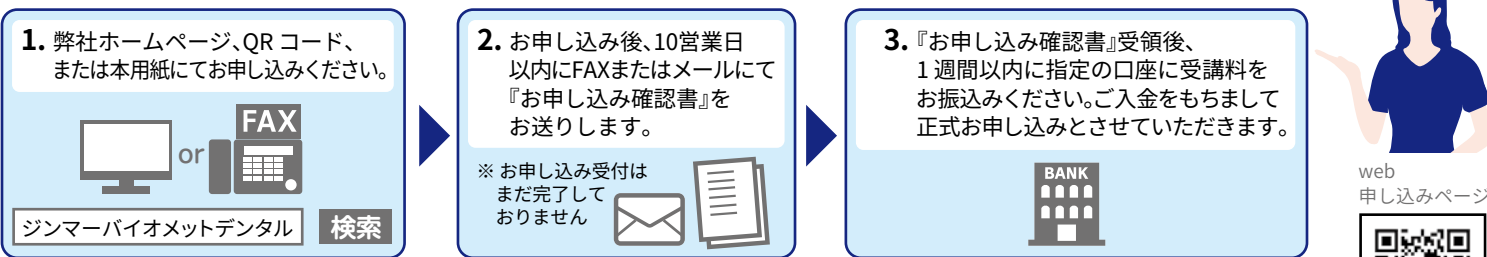 1. 弊社ホームページ、QR コード、
または本用紙にてお申し込みください。
FAX
or
ジンマーバイオメットデンタル 検索
2. お申し込み後、10営業日
以内にFAXまたはメールにて
『お申し込み確認書』を
お送りします。
※ お申し込み受付は
まだ完了して
おりません
3. 『お申し込み確認書』受領後、
1 週間以内に指定の口座に受講料を
お振込みください。ご入金をもちまして
正式お申し込みとさせていただきます。
BANK
web
申し込みページ